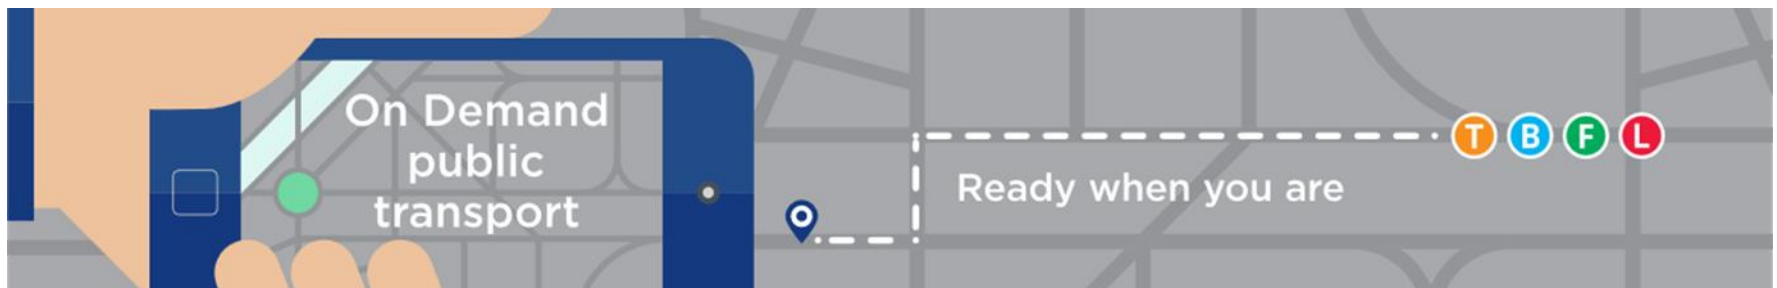 On Demand
public
transport
Ready when you are
T B F L